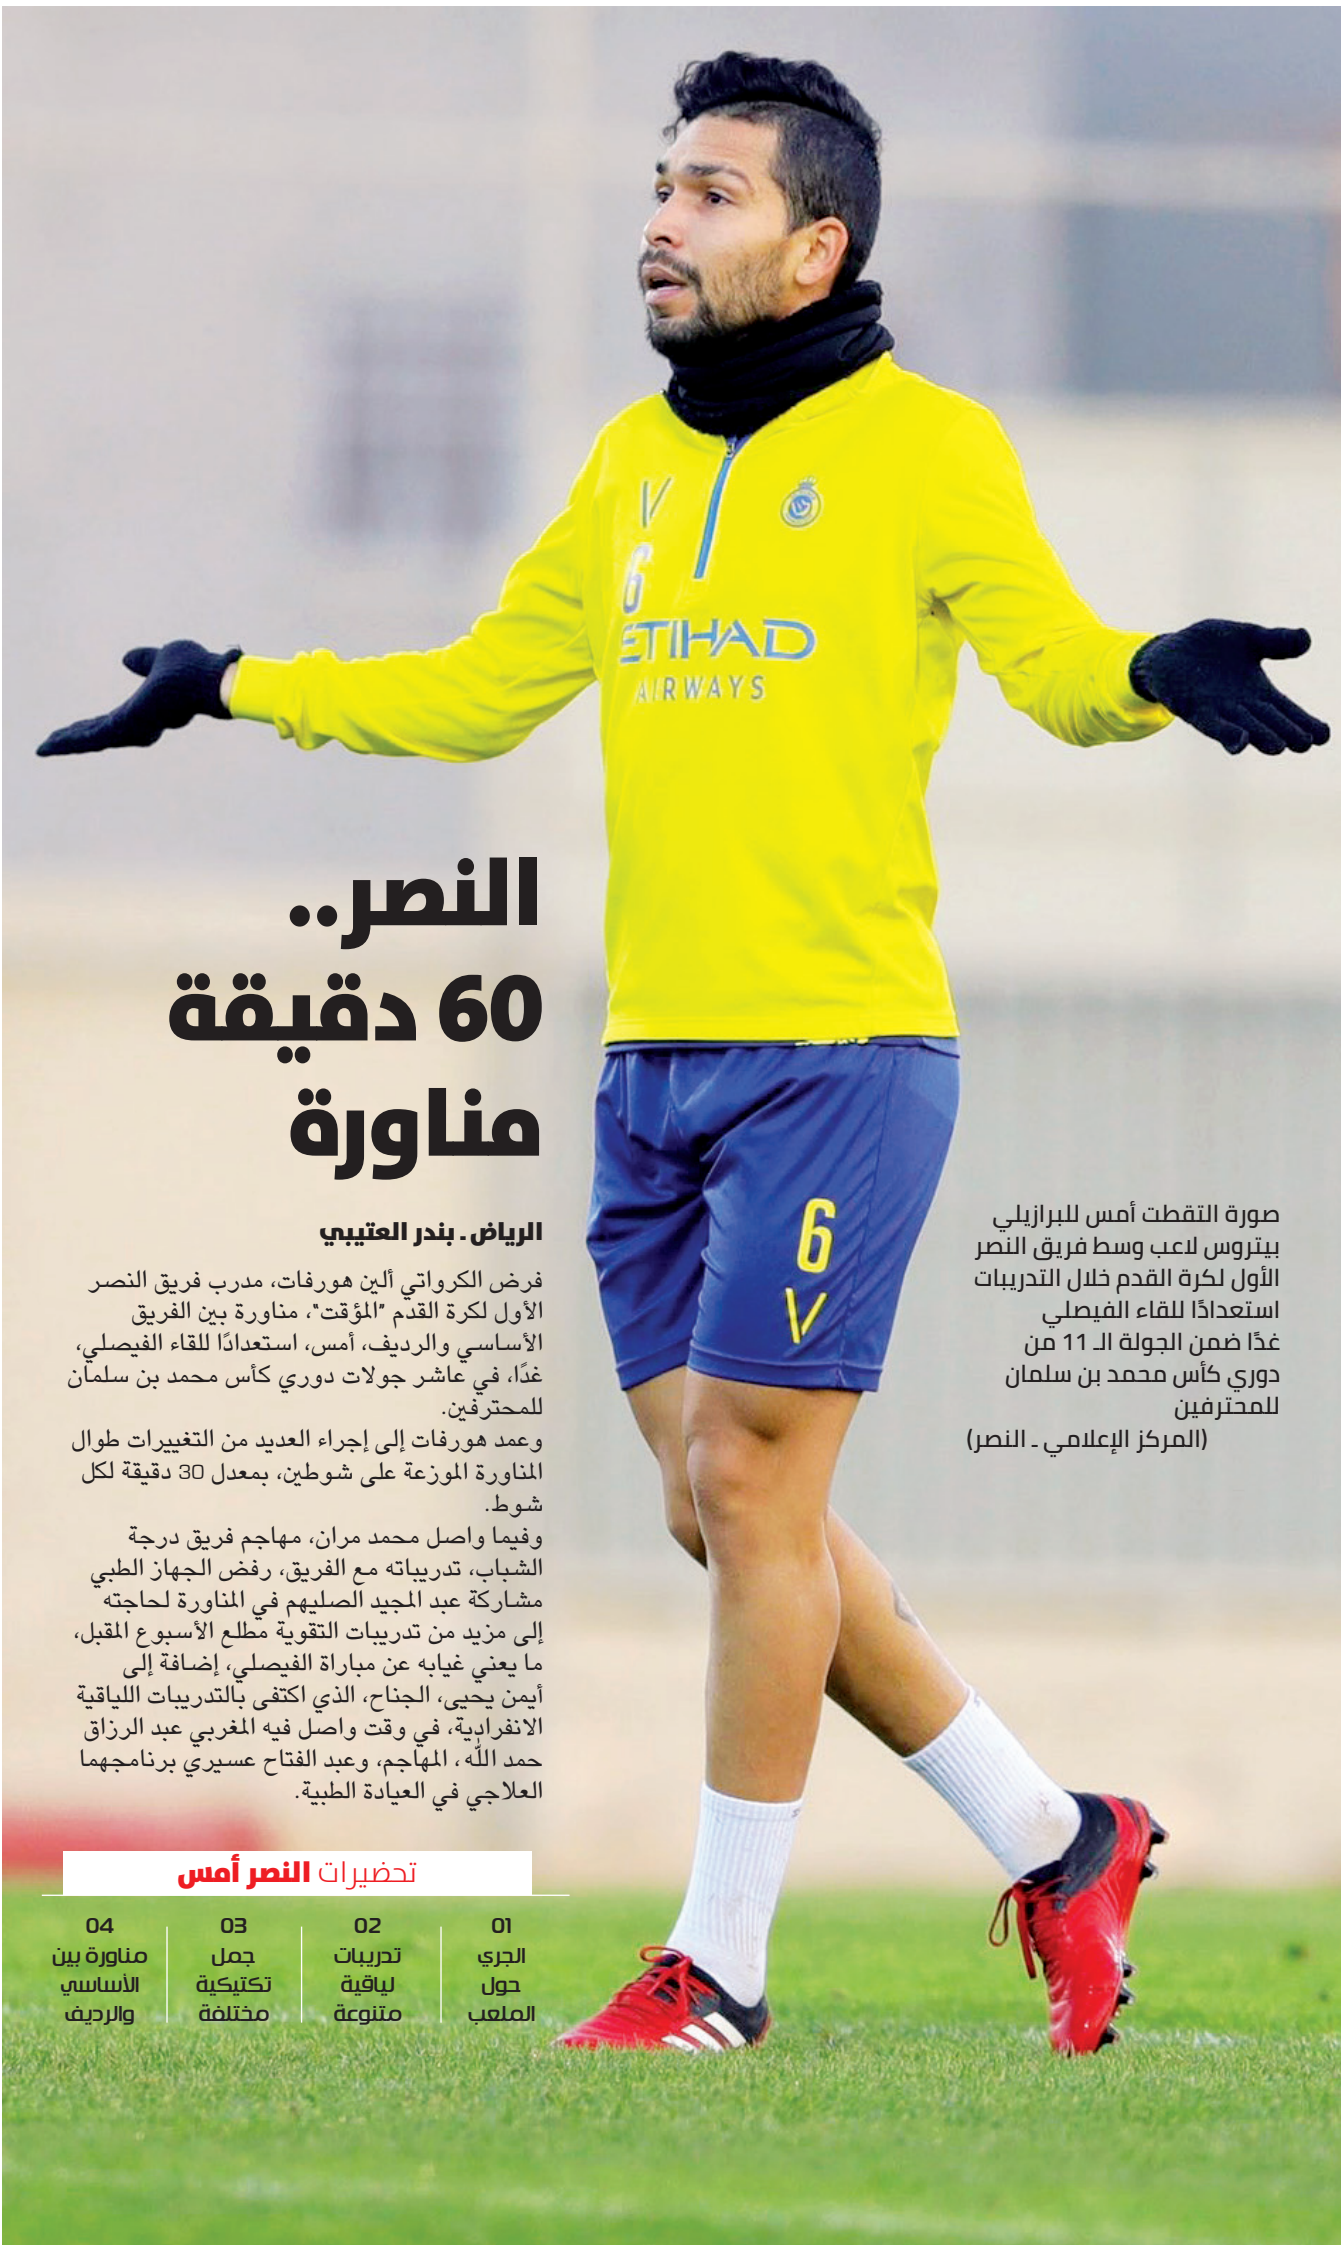 V
6
ETIHAD
AIRWAYS
6
V
النصر..
60 دقيقة
مناورة
الرياض ـ بندر العتيبي
فرض الكرواتي ألين هورفات، مدرب فريق النصر
الأول لكرة القدم "المؤقت"، مناورة بين الفريق
الأساسي والرديف، أمس، استعدادًا للقاء الفيصلي،
غدًا، في عاشر جولات دوري كأس محمد بن سلمان
للمحترفين.
وعمد هورفات إلى إجراء العديد من التغييرات طوال
المناورة الموزعة على شوطين، بمعدل 30 دقيقة لكل
شوط.
وفيما واصل محمد مران، مهاجم فريق درجة
الشباب، تدريباته مع الفريق، رفض الجهاز الطبي
مشاركة عبد المجيد الصليهم في المناورة لحاجته
إلى مزيد من تدريبات التقوية مطلع الأسبوع المقبل،
ما يعني غيابه عن مباراة الفيصلي، إضافة إلى
أيمن يحيى، الجناح، الذي اكتفى بالتدريبات اللياقية
الانفرادية، في وقت واصل فيه المغربي عبد الرزاق
حمد الله، المهاجم، وعبد الفتاح عسيري برنامجهما
العلاجي في العيادة الطبية.
صورة التقطت أمس للبرازيلي
بيتروس لاعب وسط فريق النصر
الأول لكرة القدم خلال التدريبات
استعدادًا للقاء الفيصلي
غدًا ضمن الجولة الـ 11 من
دوري كأس محمد بن سلمان
للمحترفين
(المركز الإعلامي ـ النصر)
تحضيرات النصر أمس
01
الجري
حول
الملعب
02
تدريبات
لياقية
متنوعة
03
جمل
تكتيكية
مختلفة
04
مناورة بين
الأساسي
والرديف